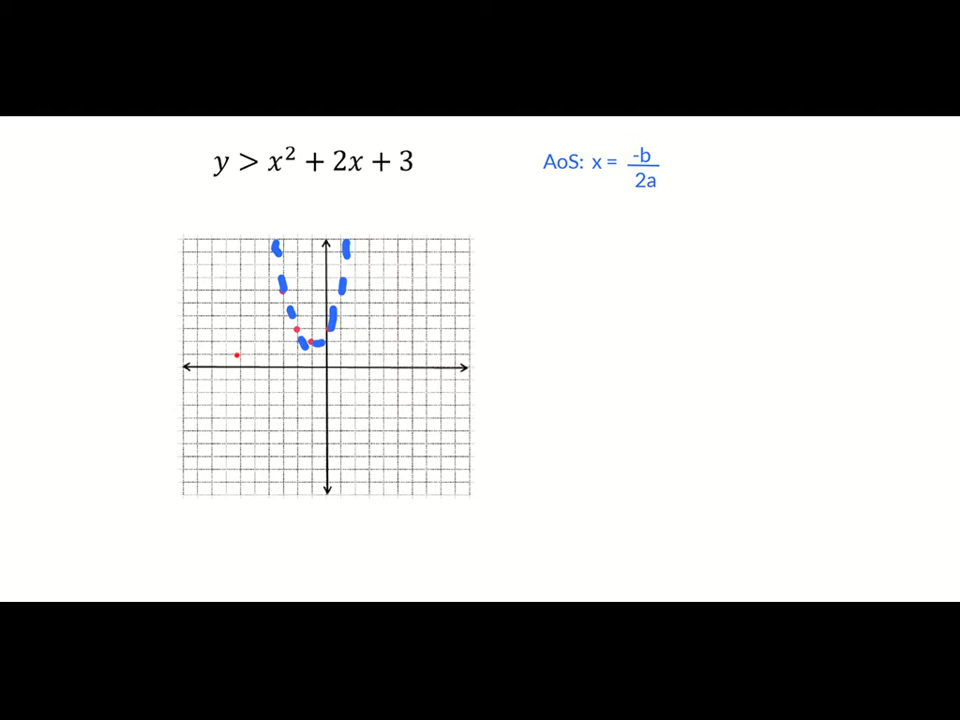 y > x² + 2x + 3
AoS: x = -b/2a